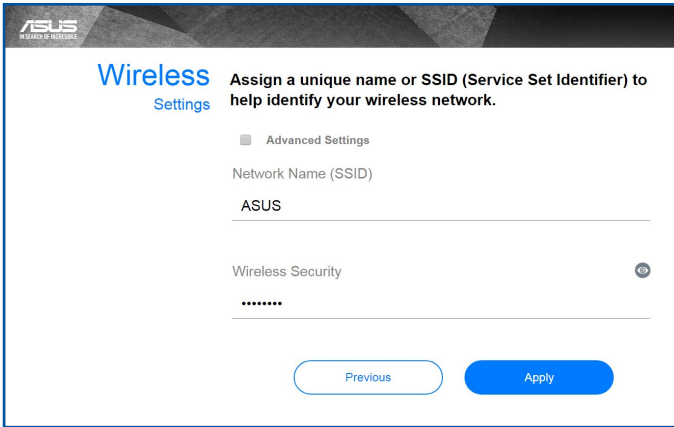 ASUS
IN SEARCH OF INCREDIBLE
Wireless
Settings
Assign a unique name or SSID (Service Set Identifier) to
help identify your wireless network.
Advanced Settings
Network Name (SSID)
ASUS
Wireless Security
••••••••
Previous
Apply